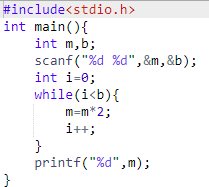 #include<stdio.h>
int main(){
    int m,b;
    scanf("%d %d",&m,&b);
    int i=0;
    while(i<b){
        m=m*2;
        i++;
    }
    printf("%d",m);
}